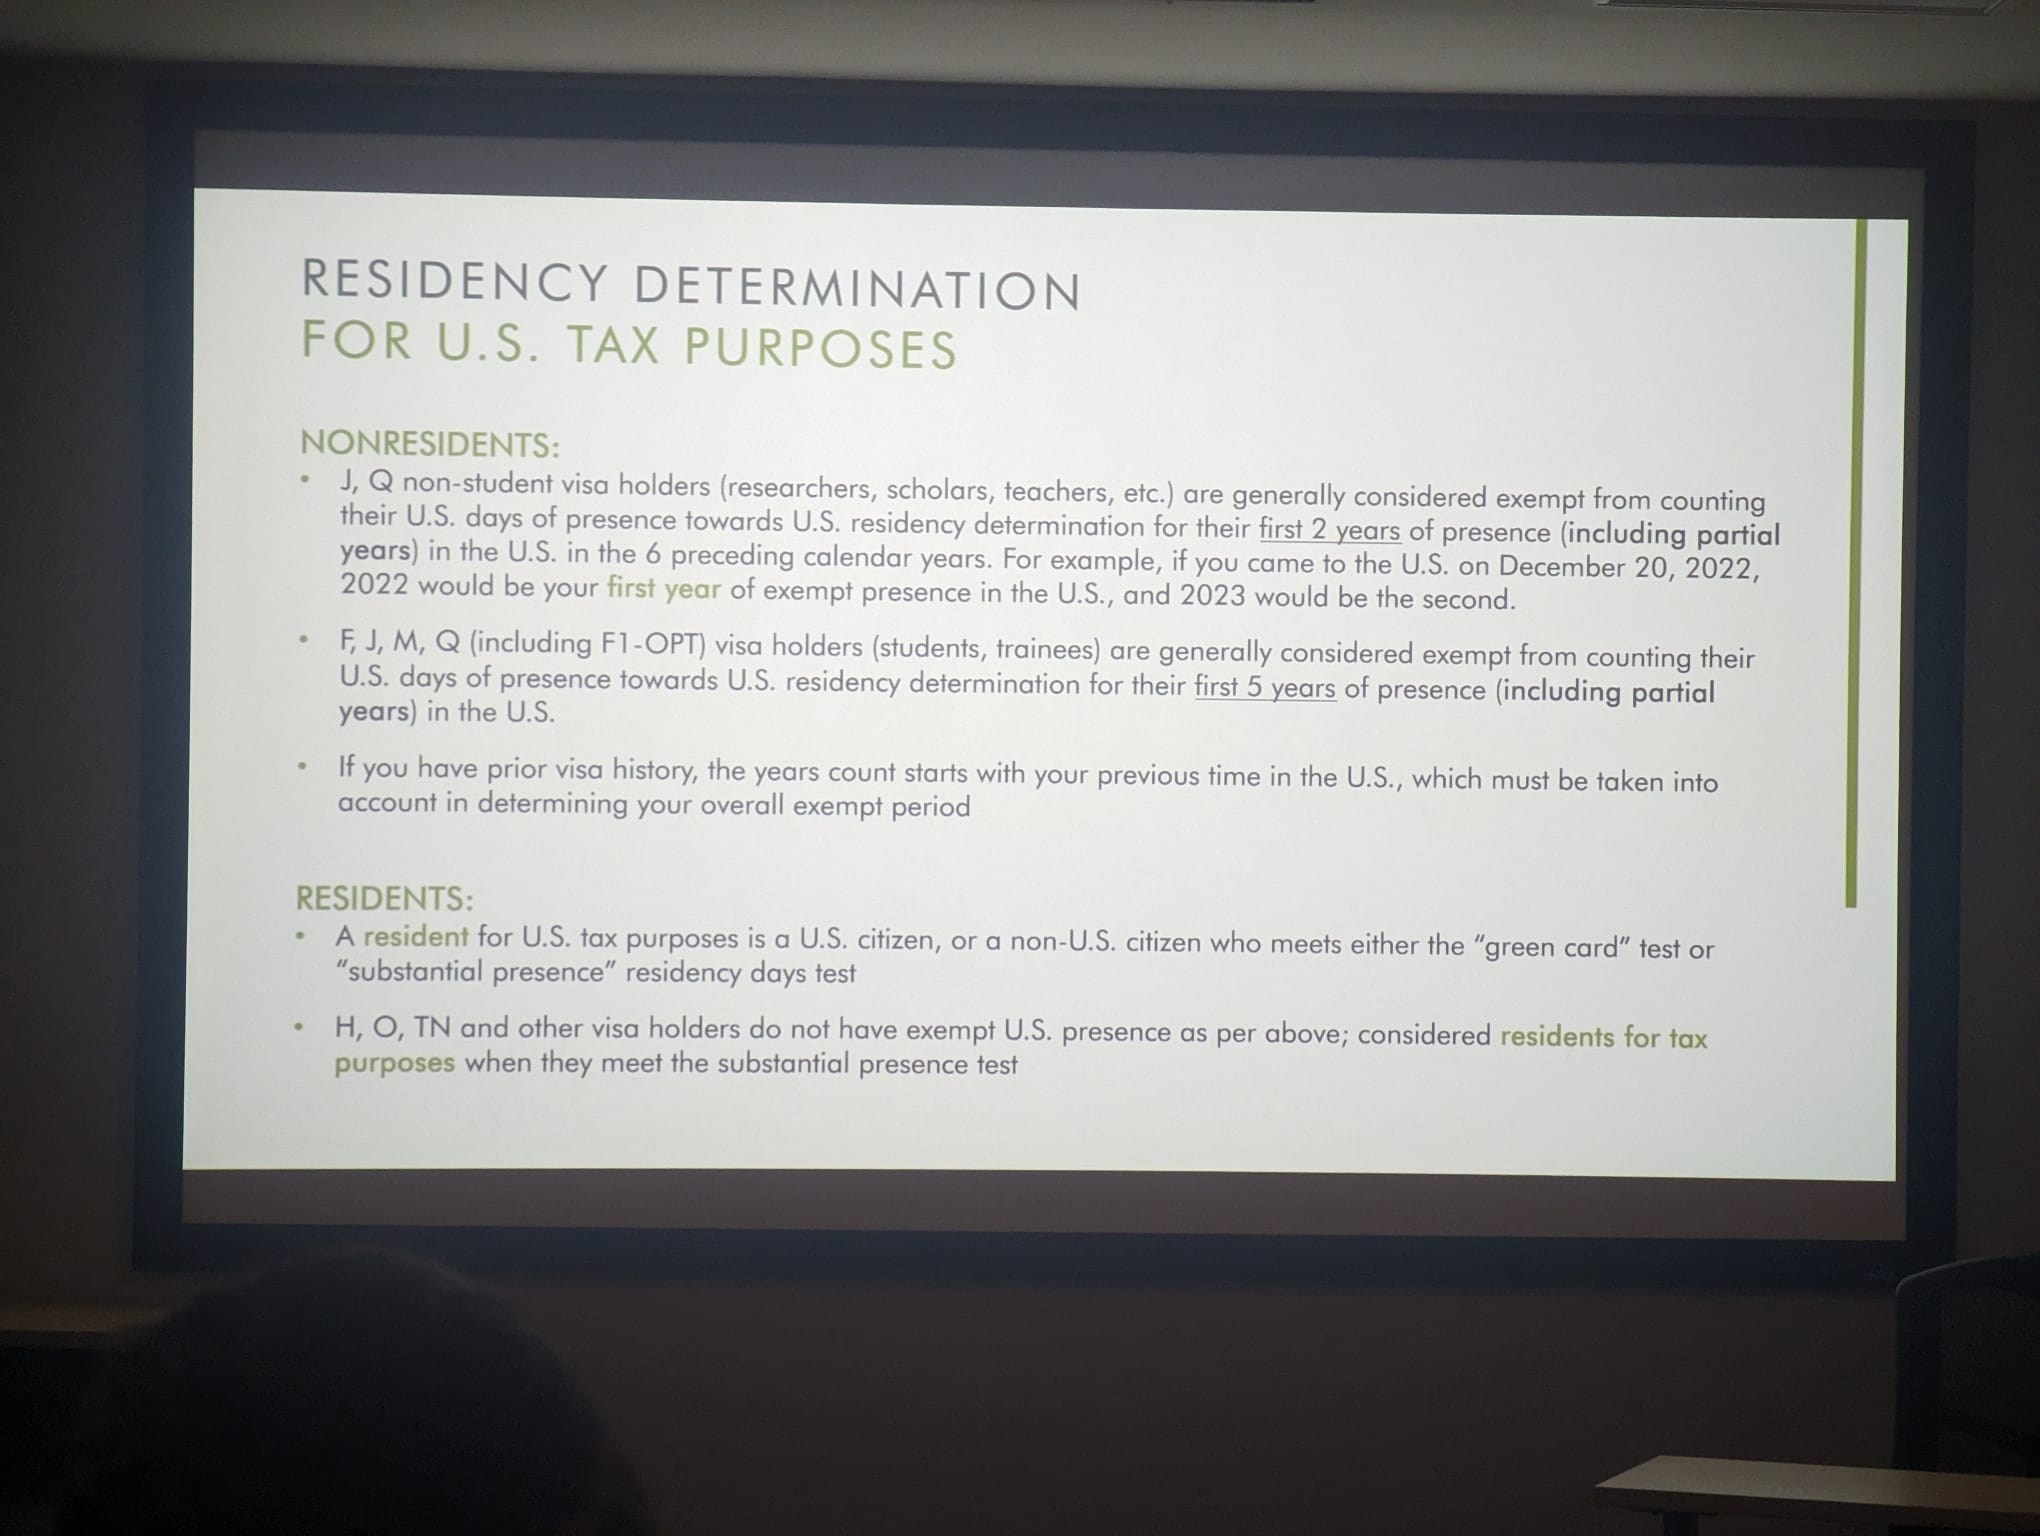 RESIDENCY DETERMINATION
FOR U.S. TAX PURPOSES
NONRESIDENTS:
• J, Q non-student visa holders (researchers, scholars, teachers, etc.) are generally considered exempt from counting
their U.S. days of presence towards U.S. residency determination for their first 2 years of presence (including partial
years) in the U.S. in the 6 preceding calendar years. For example, if you came to the U.S. on December 20, 2022,
2022 would be your first year of exempt presence in the U.S., and 2023 would be the second.
• F, J, M, Q (including F1-OPT) visa holders (students, trainees) are generally considered exempt from counting their
U.S. days of presence towards U.S. residency determination for their first 5 years of presence (including partial
years) in the U.S.
• If you have prior visa history, the years count starts with your previous time in the U.S., which must be taken into
account in determining your overall exempt period
RESIDENTS:
• A resident for U.S. tax purposes is a U.S. citizen, or a non-U.S. citizen who meets either the “green card” test or
“substantial presence” residency days test
• H, O, TN and other visa holders do not have exempt U.S. presence as per above; considered residents for tax
purposes when they meet the substantial presence test